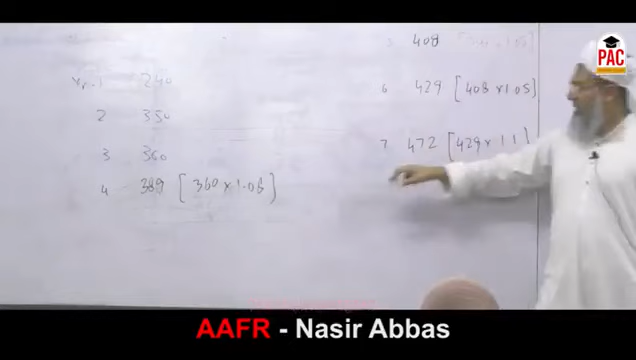 Yr. 1 240
2 350
3 360
4 389 [360 x 1.08]
5 408
6 429 [408 x 1.05]
7 472 [429 x 1.1]
PAC
AAFR - Nasir Abbas